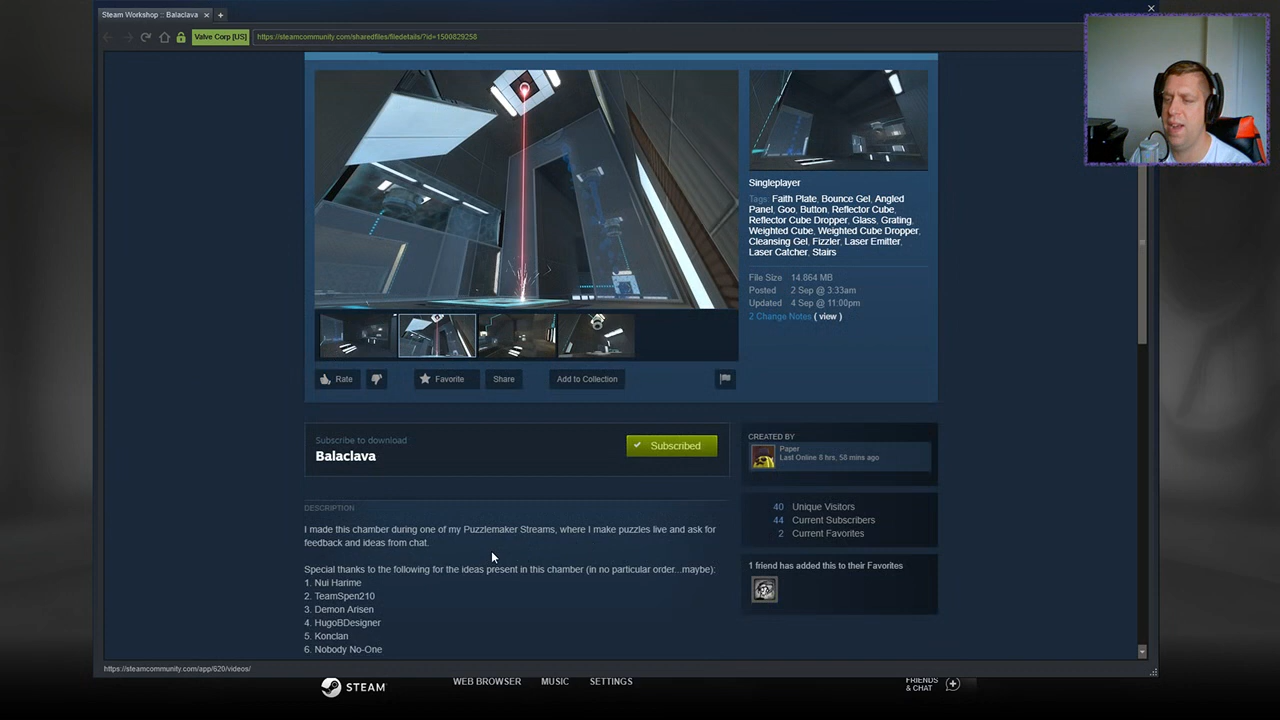 Steam Workshop :: Balaclava
Valve Corp [US]
https://steamcommunity.com/sharedfiles/filedetails/?id=1500829258
Singleplayer
Tags: Faith Plate, Bounce Gel, Angled
Panel, Goo, Button, Reflector Cube,
Reflector Cube Dropper, Glass, Grating,
Weighted Cube, Weighted Cube Dropper,
Cleansing Gel, Fizzler, Laser Emitter,
Laser Catcher, Stairs
File Size 14.864 MB
Posted 2 Sep @ 3:33am
Updated 4 Sep @ 11:00pm
2 Change Notes ( view )
Rate
Favorite
Share
Add to Collection
Subscribe to download
Balaclava
Subscribed
CREATED BY
Paper
Last Online 8 hrs, 58 mins ago
40 Unique Visitors
44 Current Subscribers
2 Current Favorites
1 friend has added this to their Favorites
DESCRIPTION
I made this chamber during one of my Puzzlemaker Streams, where I make puzzles live and ask for
feedback and ideas from chat.
Special thanks to the following for the ideas present in this chamber (in no particular order...maybe):
1. Nui Harime
2. TeamSpen210
3. Demon Arisen
4. HugoBDesigner
5. Konclan
6. Nobody No-One
https://steamcommunity.com/app/620/videos/
STEAM
WEB BROWSER
MUSIC
SETTINGS
FRIENDS
& CHAT